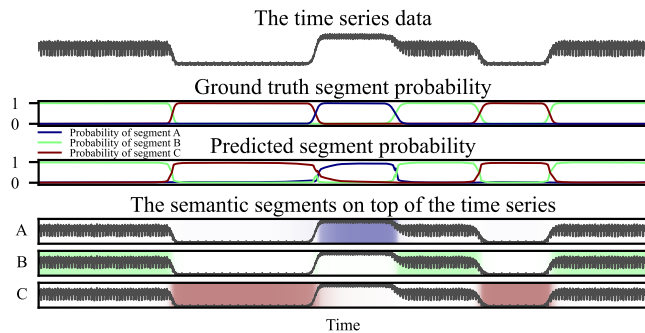 The time series data
Ground truth segment probability
1
0
Probability of segment A
Probability of segment B
Probability of segment C
Predicted segment probability
1
0
The semantic segments on top of the time series
A
B
C
Time